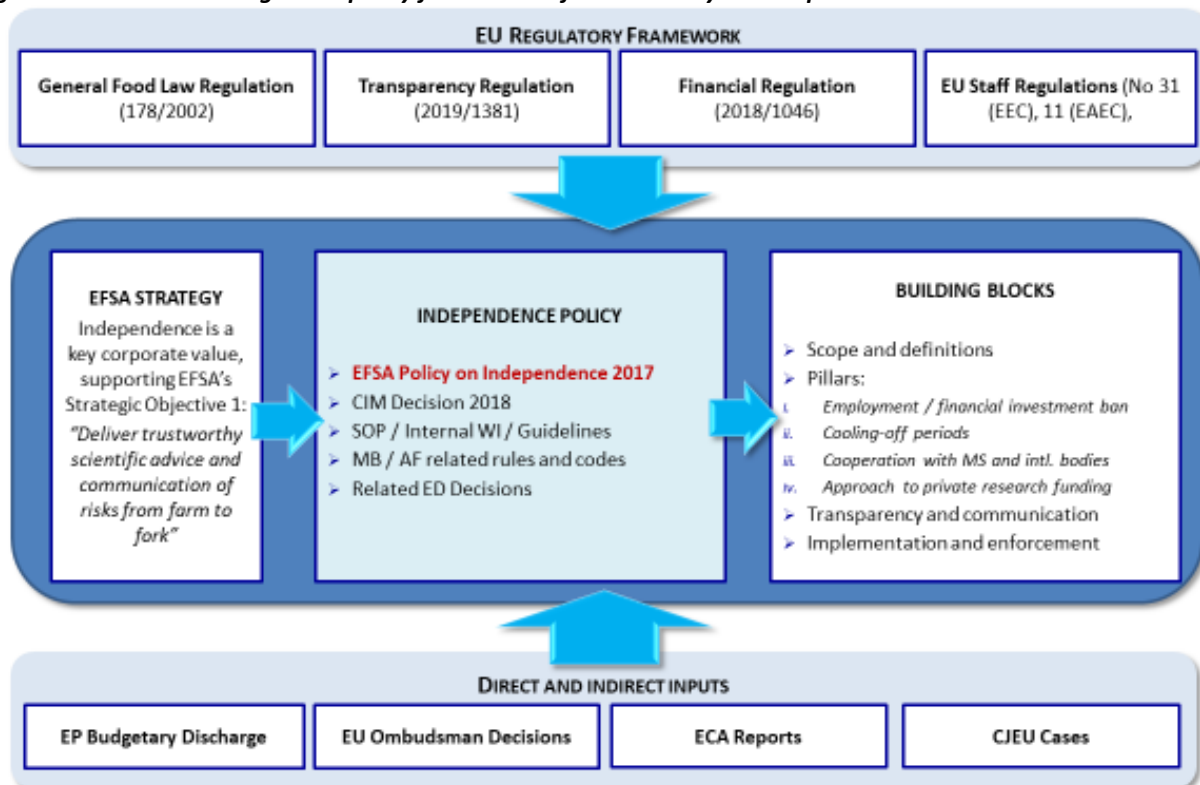 EU REGULATORY FRAMEWORK
General Food Law Regulation
(178/2002)
Transparency Regulation
(2019/1381)
Financial Regulation
(2018/1046)
EU Staff Regulations (No 31
(EEC), 11 (EAEC),
EFSA STRATEGY
Independence is a
key corporate value,
supporting EFSA's
Strategic Objective 1:
"Deliver trustworthy
scientific advice and
communication of
risks from farm to
fork"
INDEPENDENCE POLICY
➢ EFSA Policy on Independence 2017
➢ CIM Decision 2018
➢ SOP / Internal WI / Guidelines
➢ MB / AF related rules and codes
➢ Related ED Decisions
BUILDING BLOCKS
➢ Scope and definitions
➢ Pillars:
i. Employment / financial investment ban
ii. Cooling-off periods
iii. Cooperation with MS and intl. bodies
iv. Approach to private research funding
➢ Transparency and communication
➢ Implementation and enforcement
DIRECT AND INDIRECT INPUTS
EP Budgetary Discharge
EU Ombudsman Decisions
ECA Reports
CJEU Cases